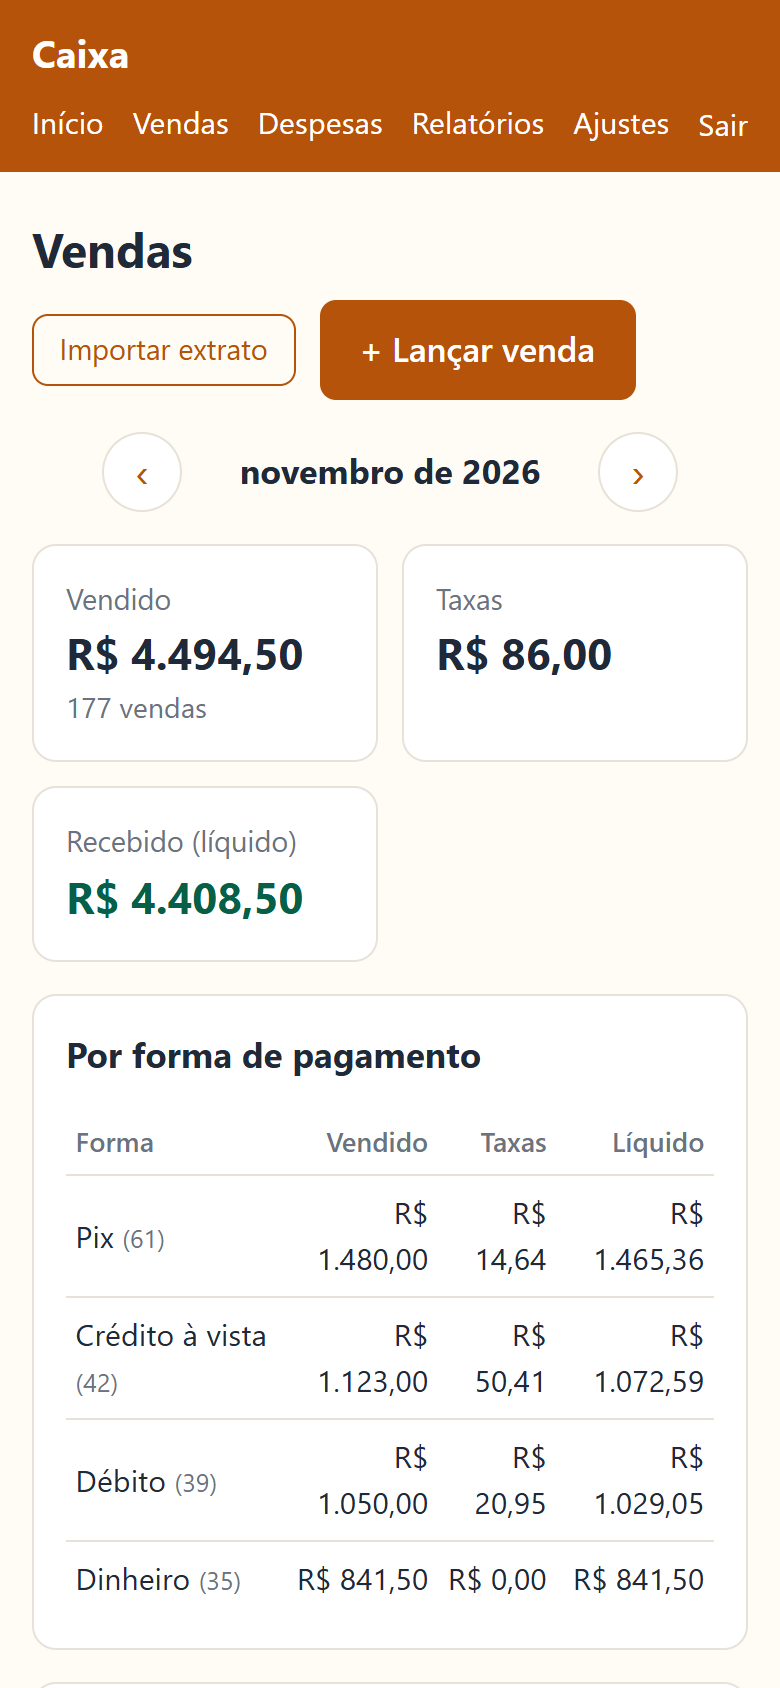 Caixa
Início Vendas Despesas Relatórios Ajustes Sair
Vendas
Importar extrato + Lançar venda
‹ novembro de 2026 ›
Vendido
R$ 4.494,50
177 vendas
Taxas
R$ 86,00
Recebido (líquido)
R$ 4.408,50
Por forma de pagamento
Forma Vendido Taxas Líquido
Pix (61) R$ 1.480,00 R$ 14,64 R$ 1.465,36
Crédito à vista (42) R$ 1.123,00 R$ 50,41 R$ 1.072,59
Débito (39) R$ 1.050,00 R$ 20,95 R$ 1.029,05
Dinheiro (35) R$ 841,50 R$ 0,00 R$ 841,50